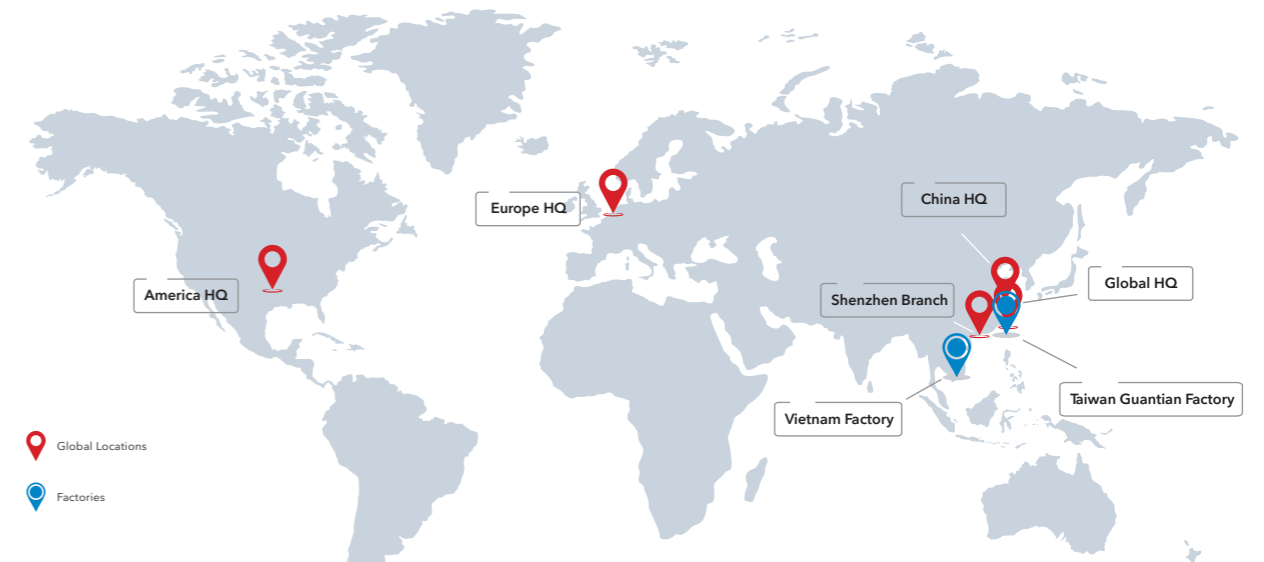 China HQ
Europe HQ
Global HQ
America HQ
Shenzhen Branch
Taiwan Guantian Factory
Vietnam Factory
Global Locations
Factories